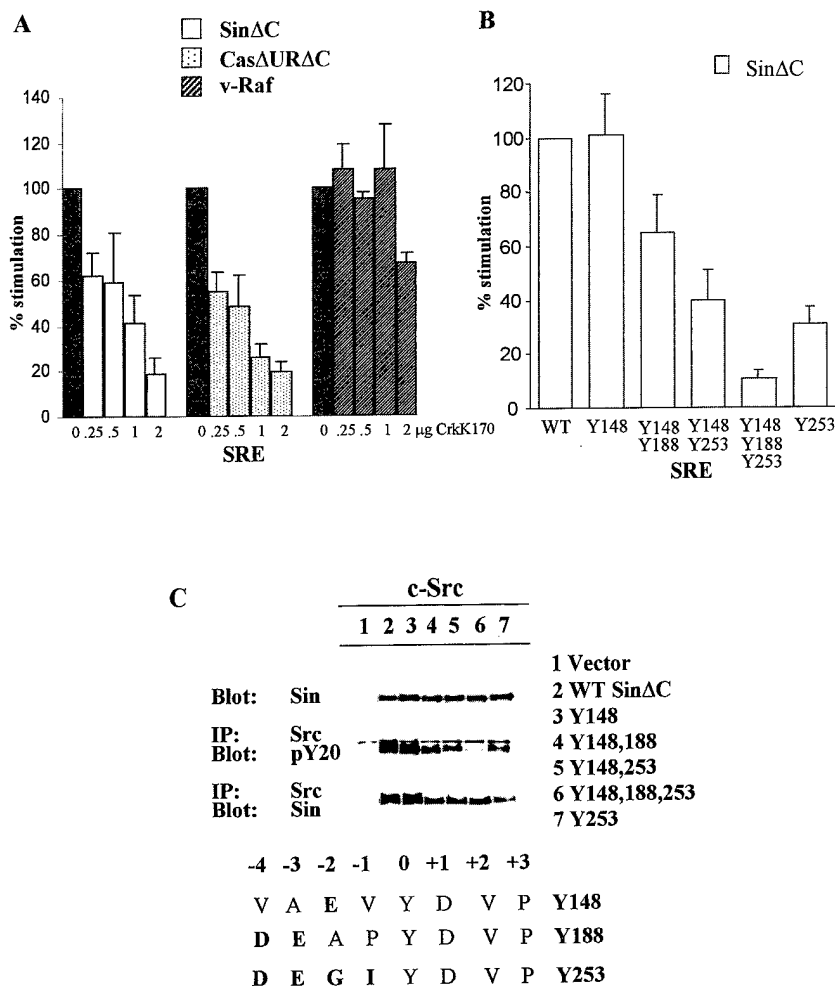 A
SinΔC
CasΔURΔC
v-Raf
140
120
100
80
60
40
20
0
% stimulation
0 .25 .5 1 2
0 .25 .5 1 2
0 .25 .5 1 2 μg CrkK170
SRE
B
SinΔC
120
100
80
60
40
20
0
% stimulation
WT Y148 Y148 Y148 Y148 Y253
Y188 Y253 Y188
Y253
SRE
C
c-Src
1 2 3 4 5 6 7
Blot: Sin
IP: Src
Blot: pY20
IP: Src
Blot: Sin
1 Vector
2 WT SinΔC
3 Y148
4 Y148,188
5 Y148,253
6 Y148,188,253
7 Y253
-4 -3 -2 -1 0 +1 +2 +3
V A E V Y D V P Y148
D E A P Y D V P Y188
D E G I Y D V P Y253